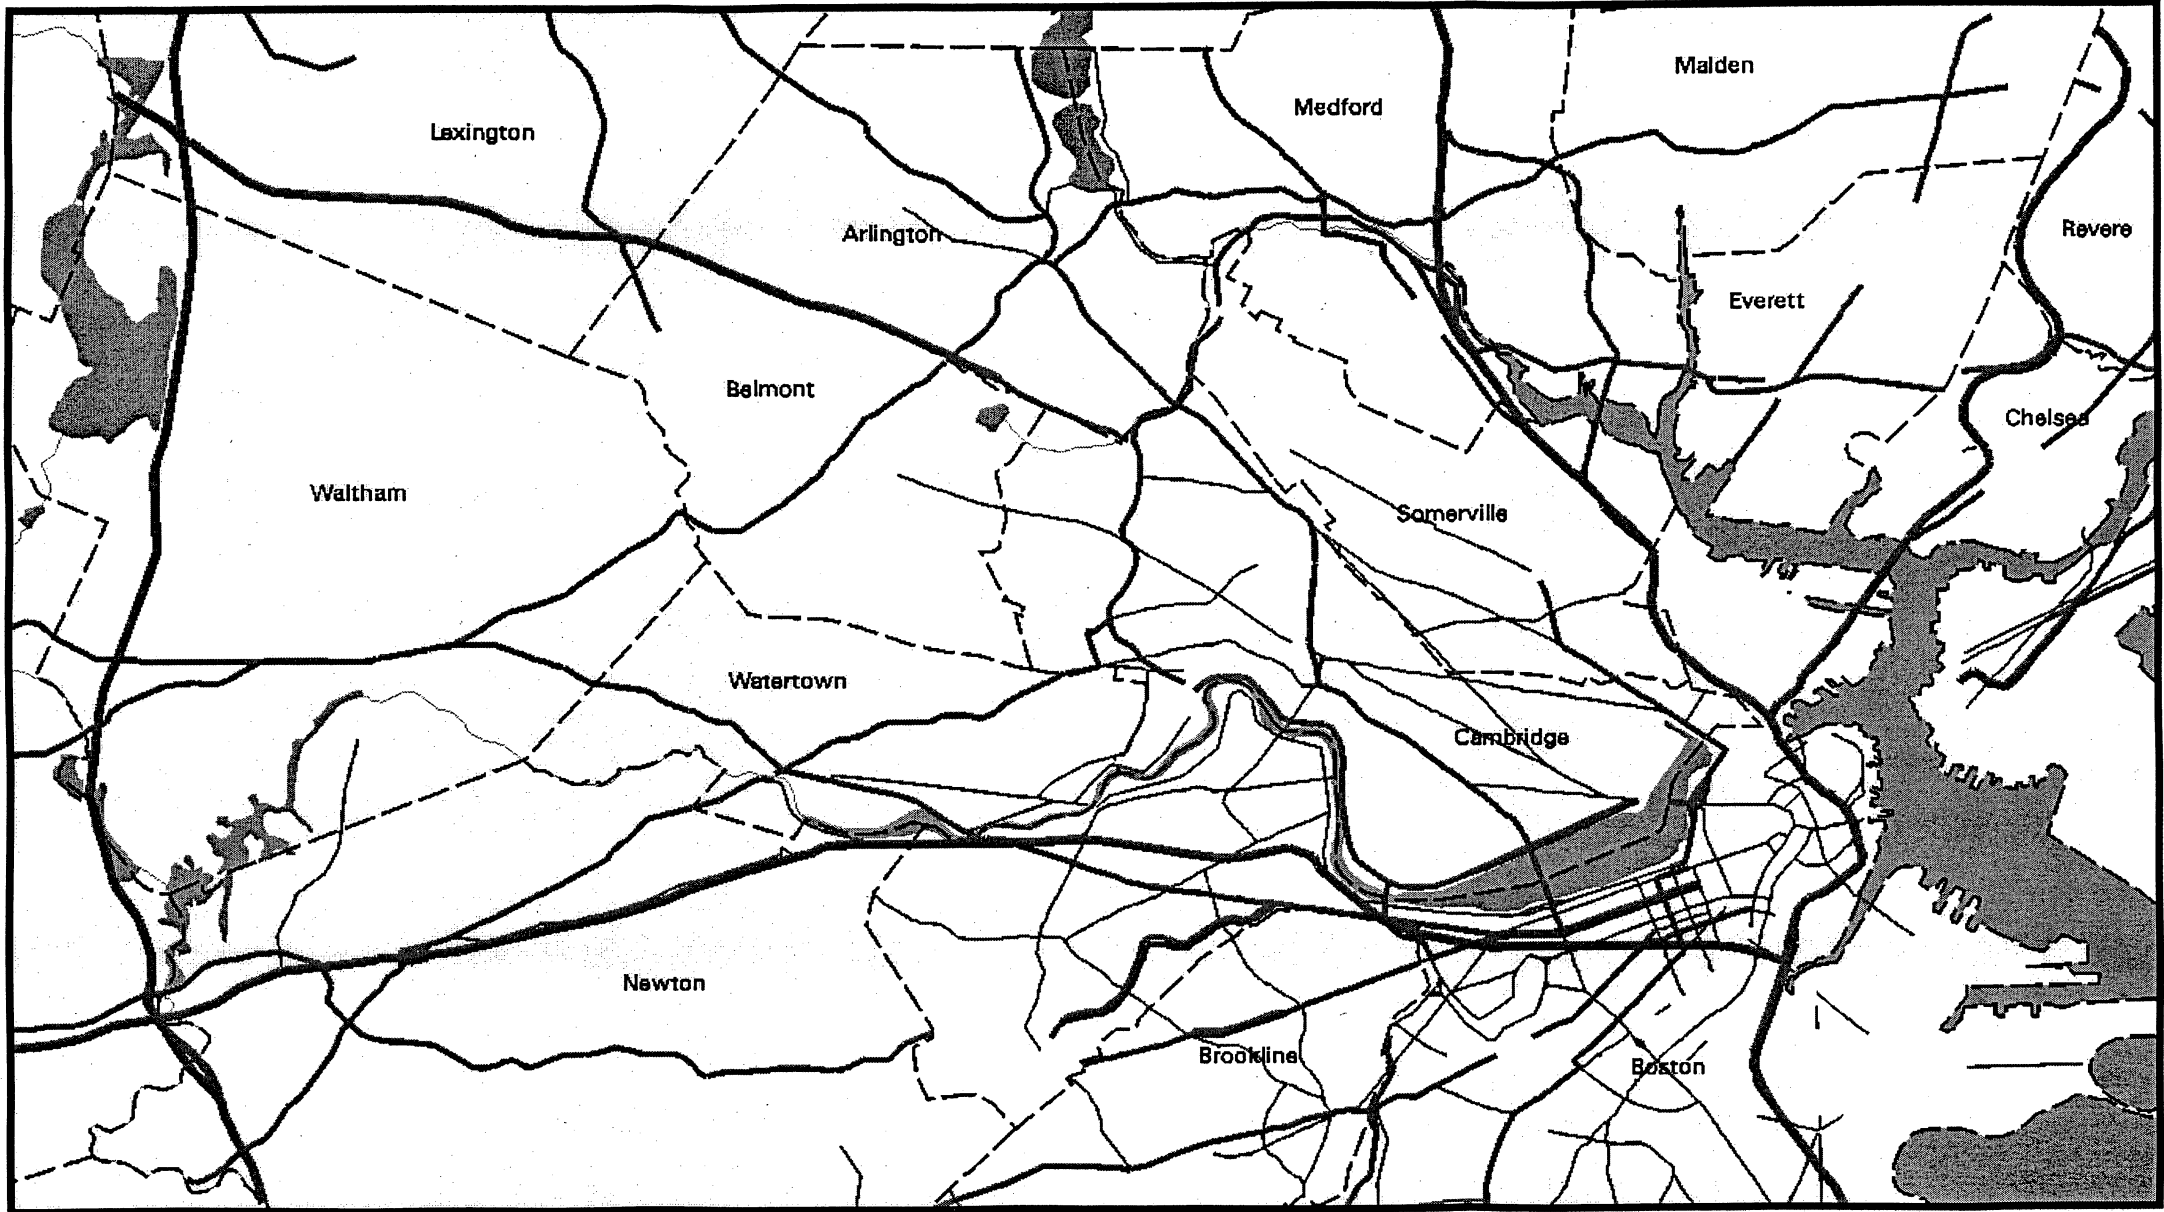 Malden
Medford
Lexington
Revere
Arlington
Everett
Belmont
Chelsea
Waltham
Somerville
Watertown
Cambridge
Newton
Brookline
Boston